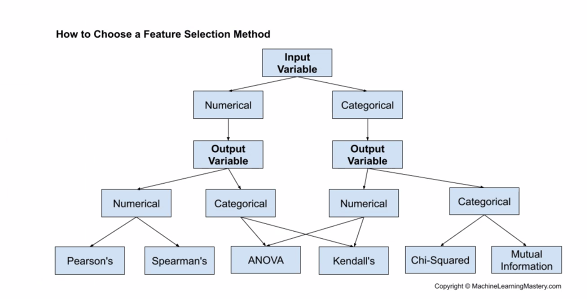 How to Choose a Feature Selection Method
Input
Variable
Numerical
Categorical
Output
Variable
Output
Variable
Numerical
Categorical
Numerical
Categorical
Pearson's
Spearman's
ANOVA
Kendall's
Chi-Squared
Mutual
Information
Copyright © MachineLearningMastery.com